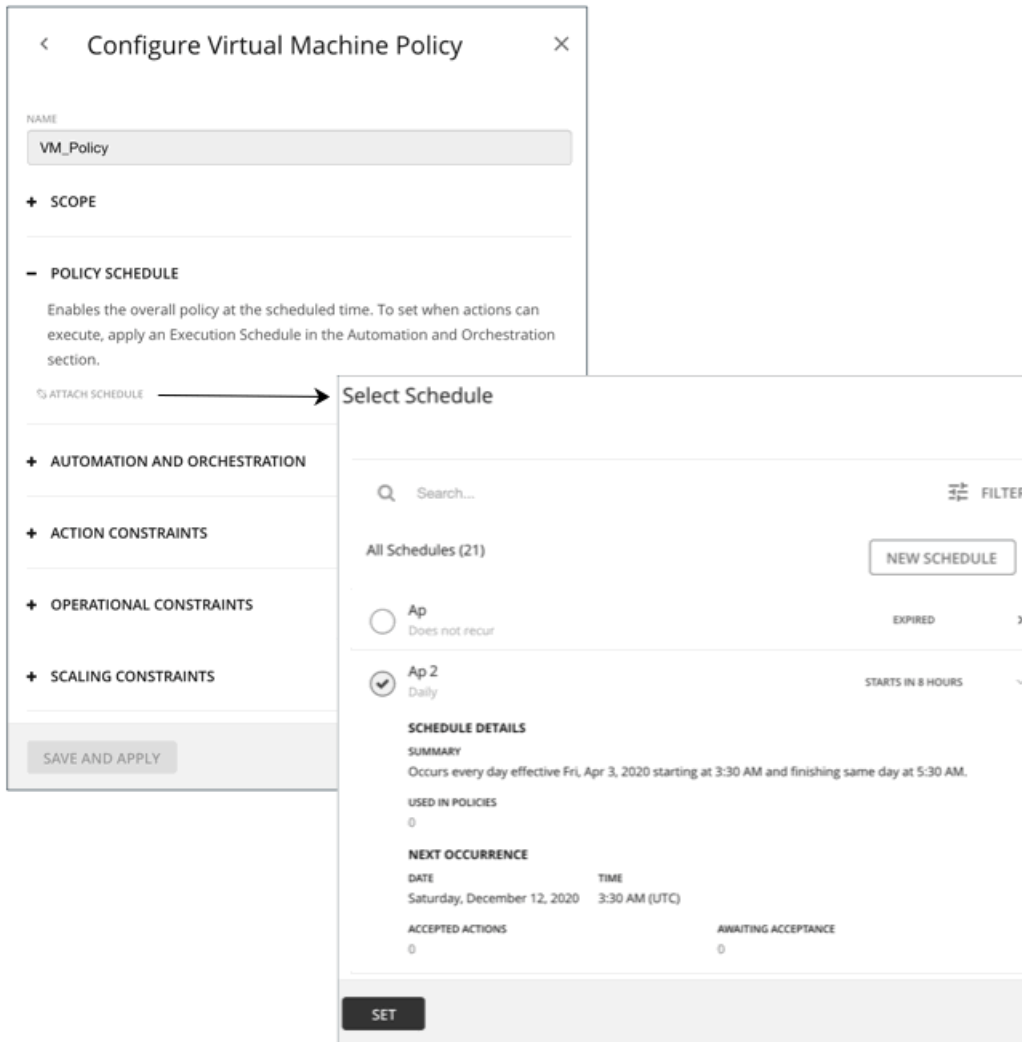 Configure Virtual Machine Policy
NAME
VM_Policy
SCOPE
POLICY SCHEDULE
Enables the overall policy at the scheduled time. To set when actions can
execute, apply an Execution Schedule in the Automation and Orchestration
section.
ATTACH SCHEDULE
AUTOMATION AND ORCHESTRATION
ACTION CONSTRAINTS
OPERATIONAL CONSTRAINTS
SCALING CONSTRAINTS
SAVE AND APPLY
Select Schedule
Search...
FILTER
All Schedules (21)
NEW SCHEDULE
Ap
Does not recur
EXPIRED
Ap 2
Daily
STARTS IN 8 HOURS
SCHEDULE DETAILS
SUMMARY
Occurs every day effective Fri, Apr 3, 2020 starting at 3:30 AM and finishing same day at 5:30 AM.
USED IN POLICIES
0
NEXT OCCURRENCE
DATE TIME
Saturday, December 12, 2020 3:30 AM (UTC)
ACCEPTED ACTIONS AWAITING ACCEPTANCE
0 0
SET